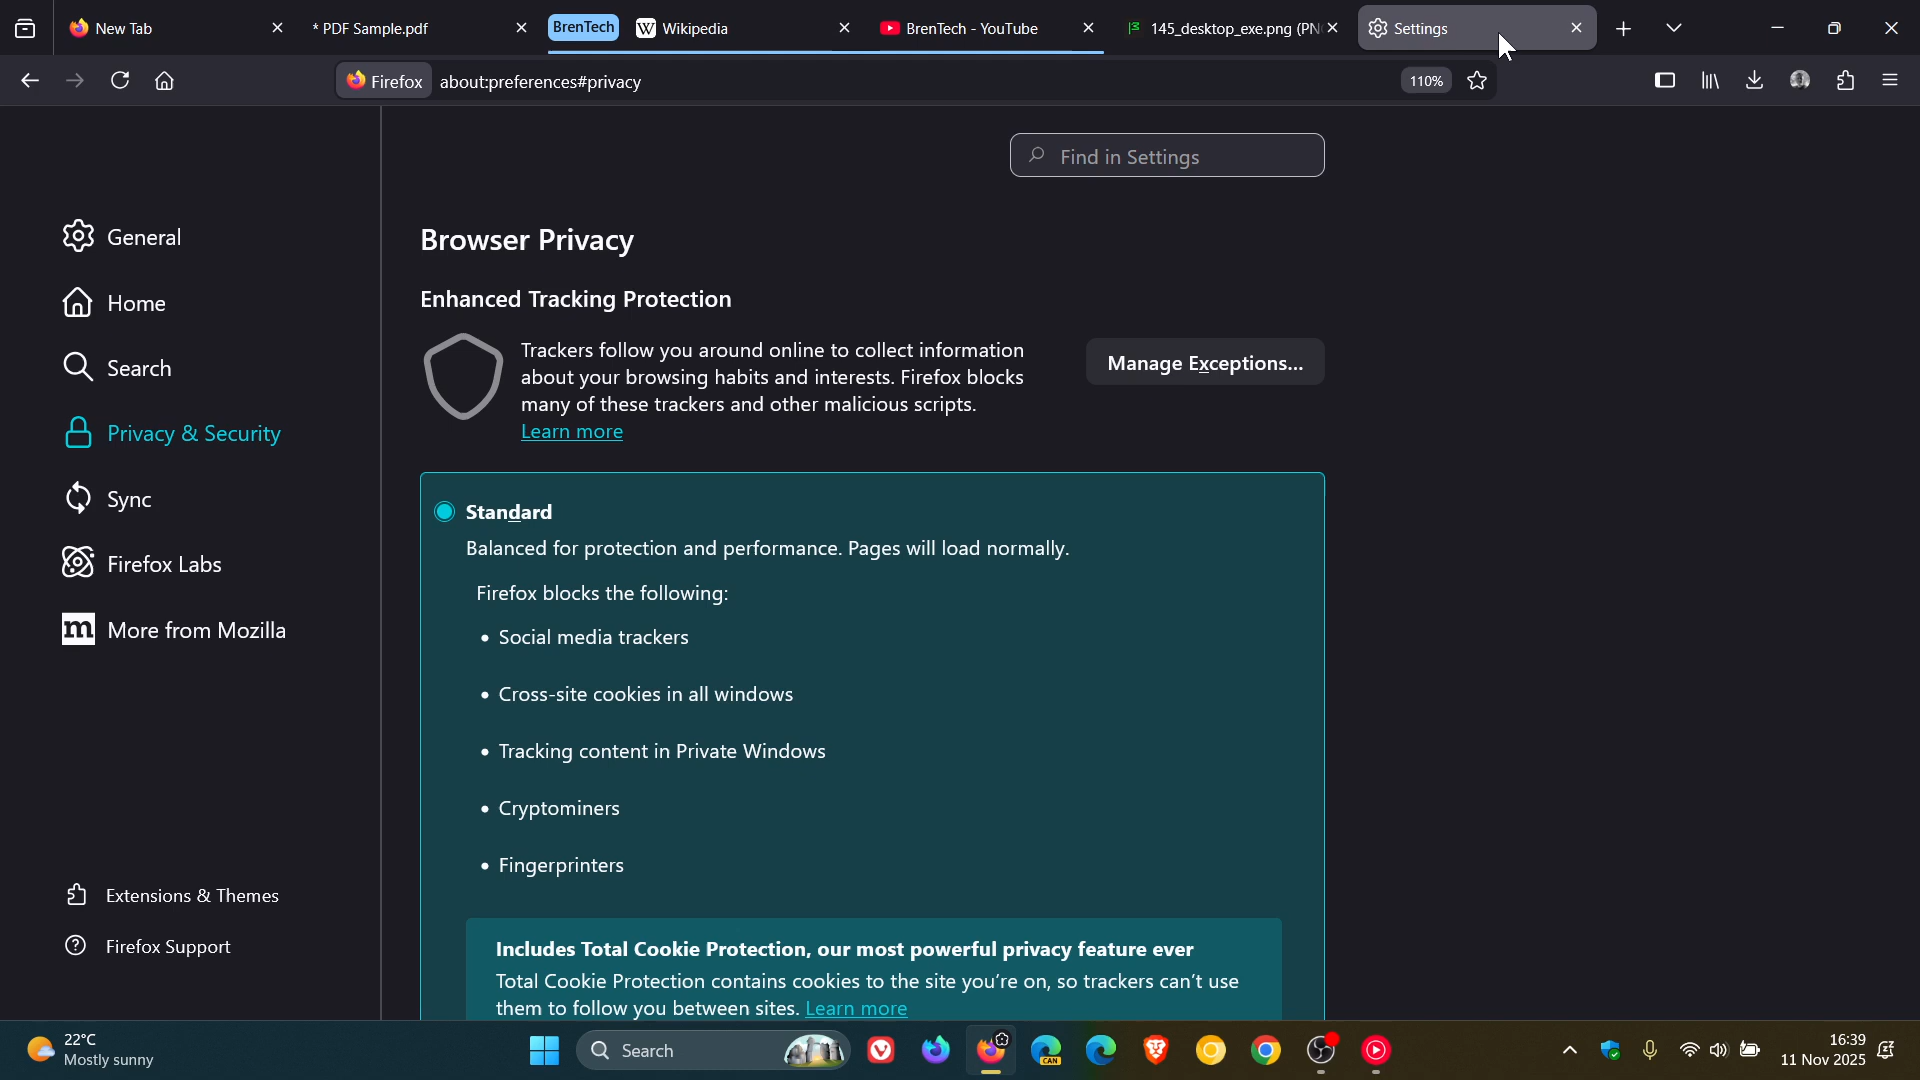 New Tab
* PDF Sample.pdf
BrenTech
Wikipedia
BrenTech - YouTube
145_desktop_exe.png (PN
Settings
Firefox
about:preferences#privacy
110%
Find in Settings
General
Home
Search
Privacy & Security
Sync
Firefox Labs
More from Mozilla
Extensions & Themes
Firefox Support
Browser Privacy
Enhanced Tracking Protection
Trackers follow you around online to collect information
about your browsing habits and interests. Firefox blocks
many of these trackers and other malicious scripts.
Learn more
Manage Exceptions...
Standard
Balanced for protection and performance. Pages will load normally.
Firefox blocks the following:
• Social media trackers
• Cross-site cookies in all windows
• Tracking content in Private Windows
• Cryptominers
• Fingerprinters
Includes Total Cookie Protection, our most powerful privacy feature ever
Total Cookie Protection contains cookies to the site you're on, so trackers can't use
them to follow you between sites. Learn more
22°C
Mostly sunny
Search
CAN
16:39
11 Nov 2025